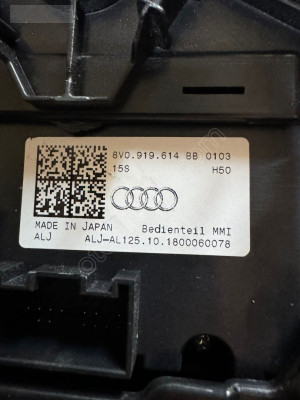 8V0.919.614 BB 0103
15S H50
MADE IN JAPAN Bedienteil MMI
ALJ ALJ-AL125.10.1800060078